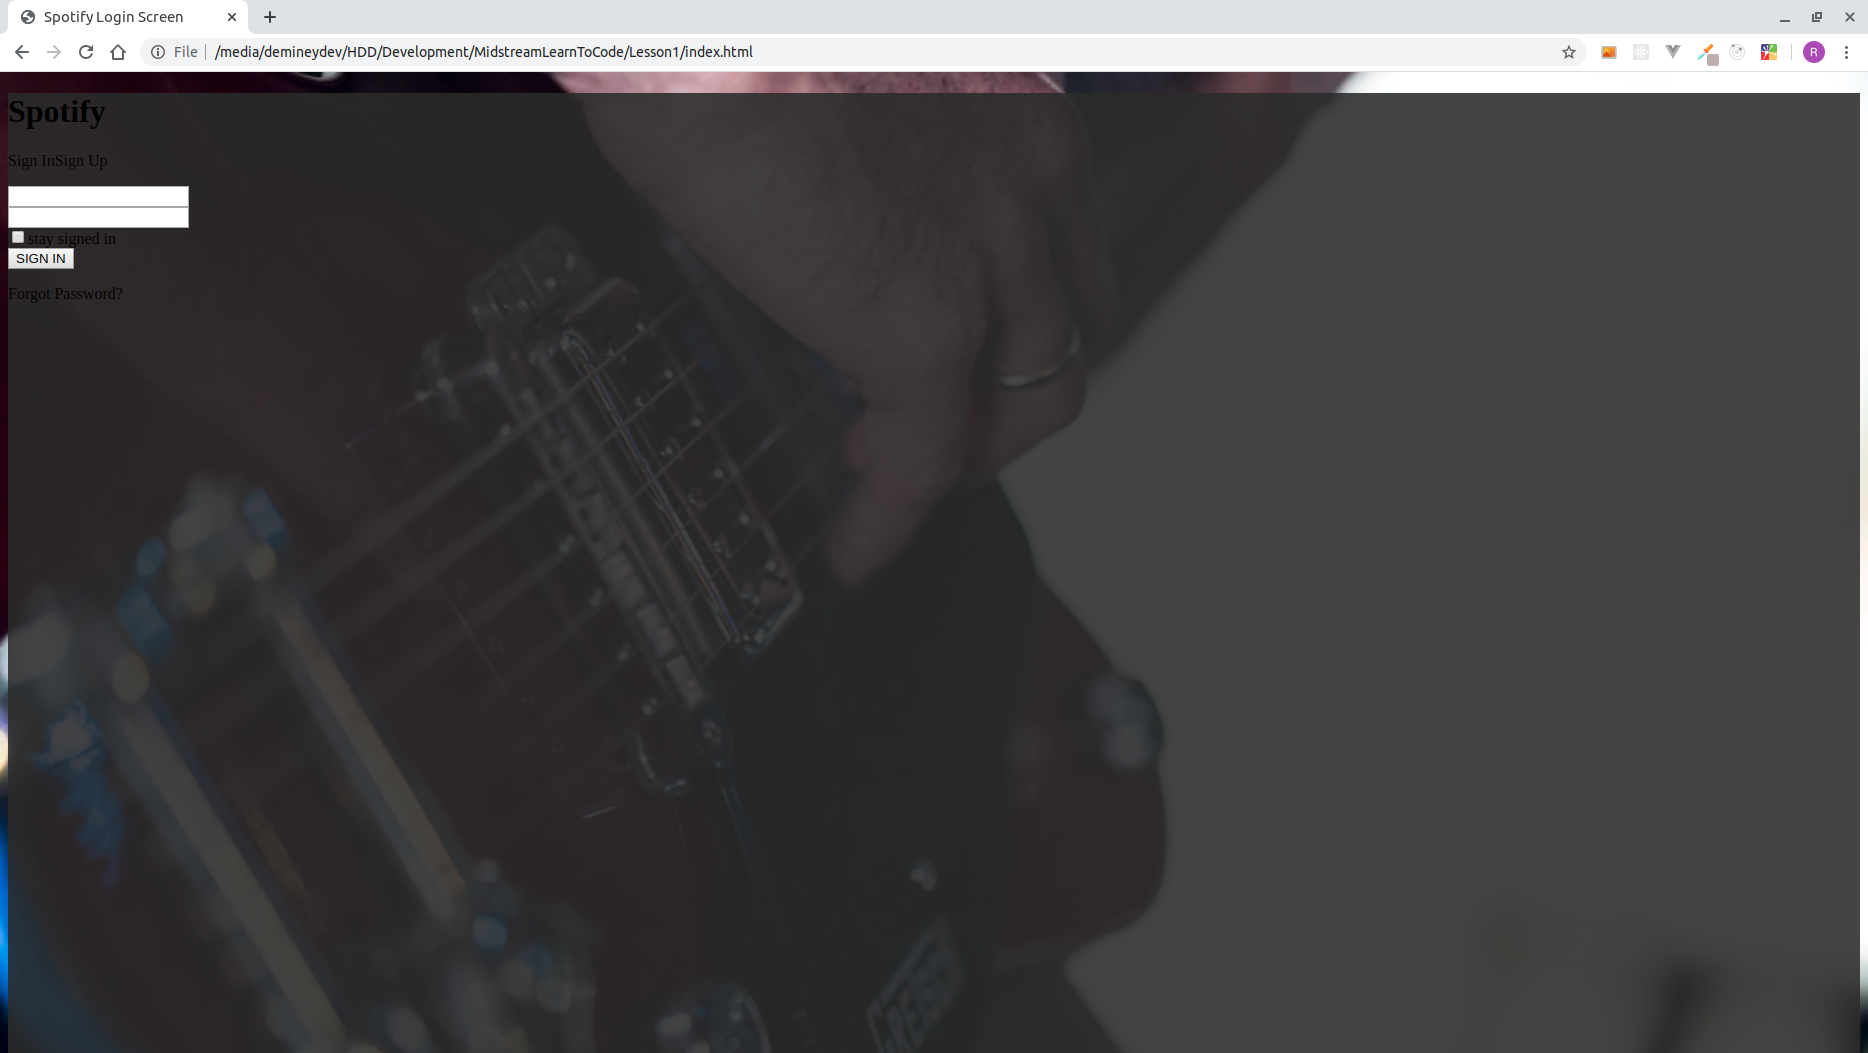 Spotify Login Screen
File /media/demineydev/HDD/Development/MidstreamLearnToCode/Lesson1/index.html
R
Spotify
Sign InSign Up
stay signed in
SIGN IN
Forgot Password?
GRETSCH